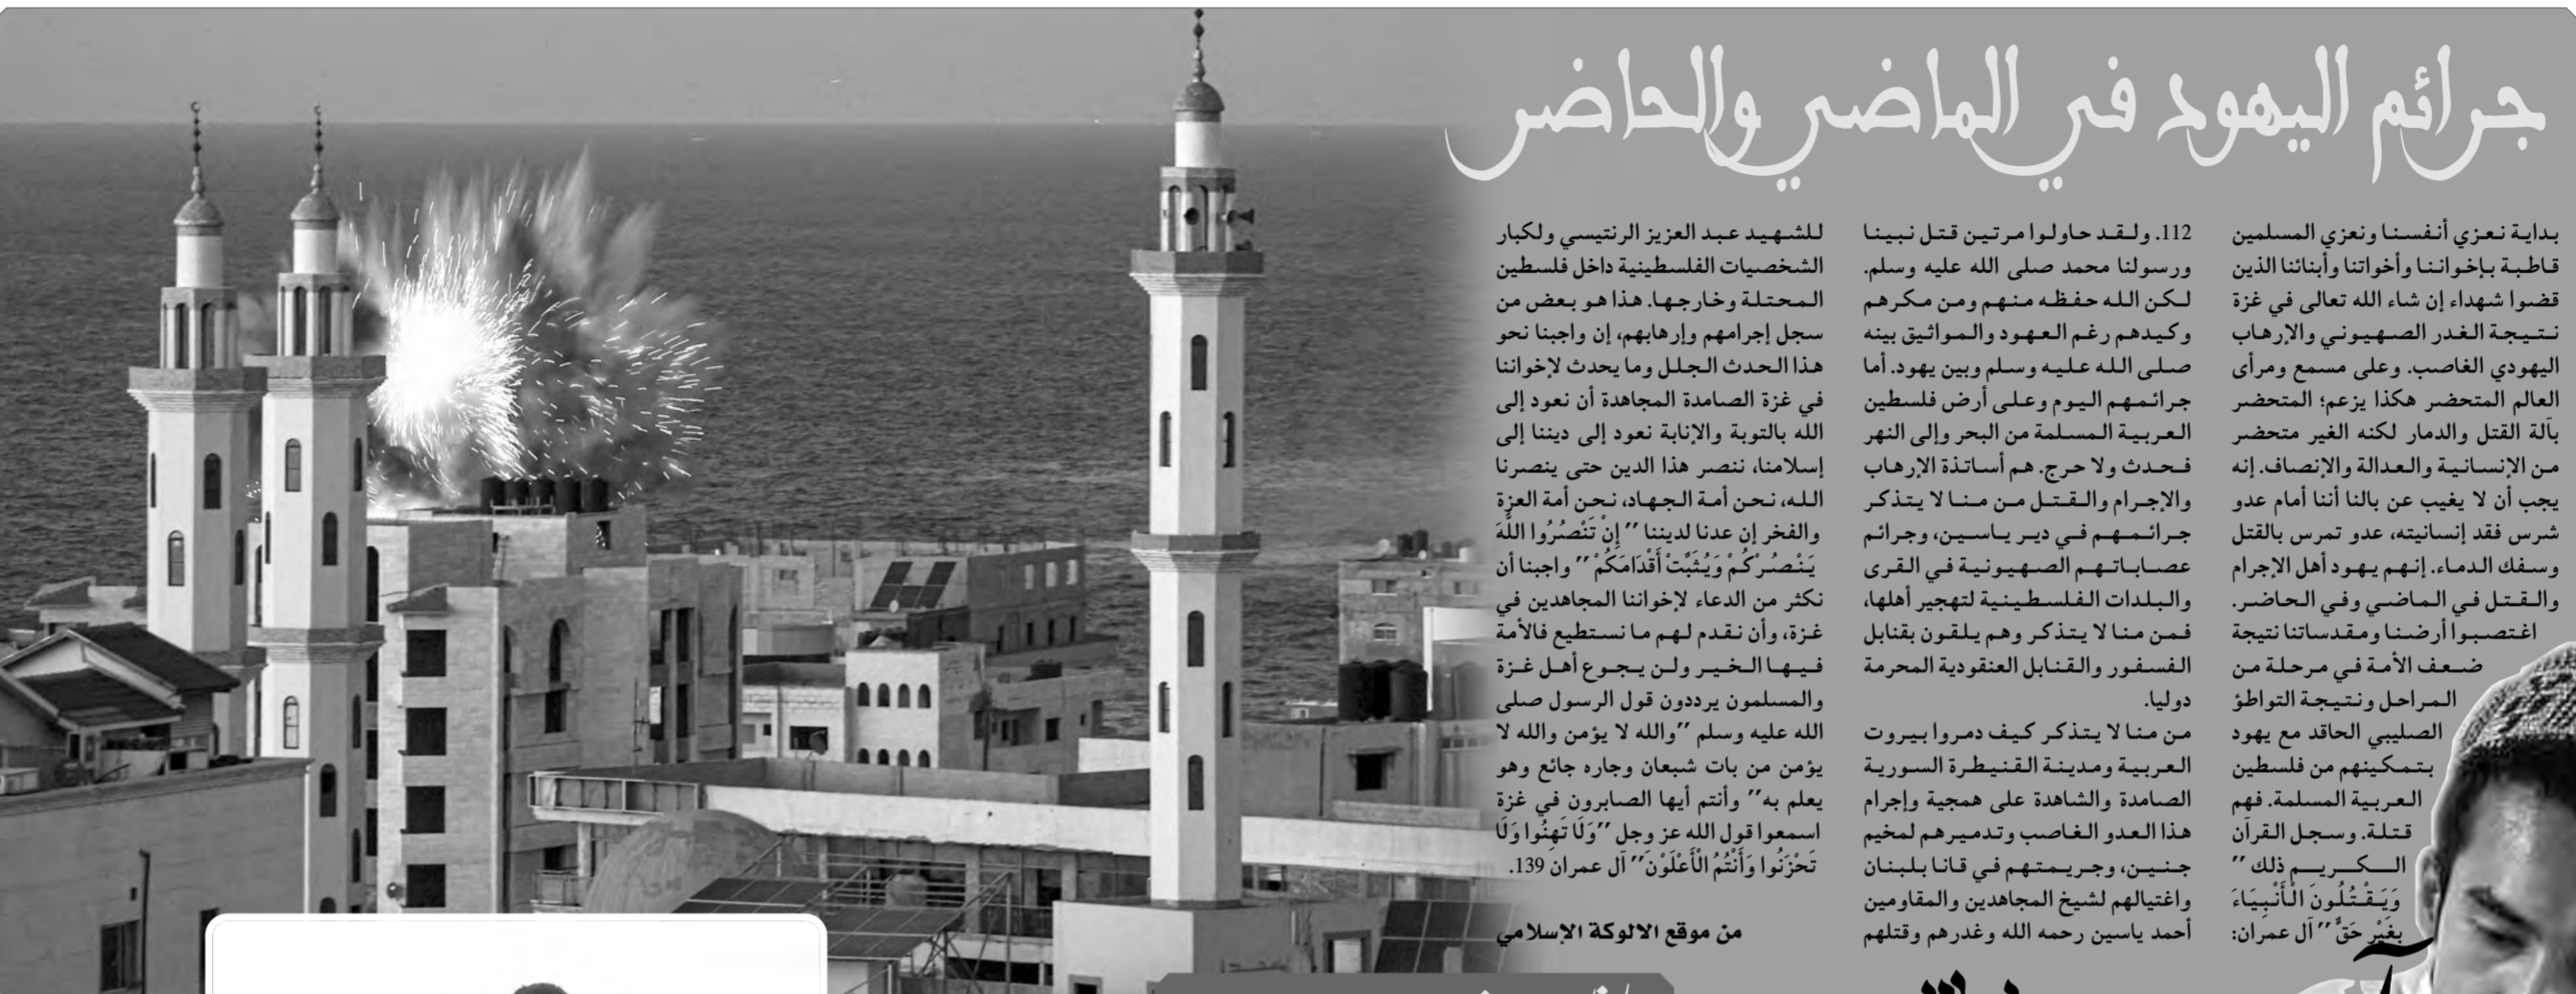 جرائم اليهود في الماضي والحاضر
بداية نعزي أنفسنا ونعزي المسلمين
قاطبة بإخواننا وأخواتنا وأبنائنا الذين
قضوا شهداء إن شاء الله تعالى في غزة
نتيجة الغدر الصهيوني والإرهاب
اليهودي الغاصب. وعلى مسمع ومرأى
العالم المتحضر هكذا يزعم؛ المتحضر
بآلة القتل والدمار لكنه الغير متحضر
من الإنسانية والعدالة والإنصاف. إنه
يجب أن لا يغيب عن بالنا أننا أمام عدو
شرس فقد إنسانيته، عدو تمرس بالقتل
وسفك الدماء. إنهم يهود أهل الإجرام
والقتل في الماضي وفي الحاضر.
اغتصبوا أرضنا ومقدساتنا نتيجة
ضعف الأمة في مرحلة من
المراحل ونتيجة التواطؤ
الصليبي الحاقد مع يهود
بتمكينهم من فلسطين
العربية المسلمة. فهم
قتلة. وسجل القرآن
الكريم ذلك ”
وَيَقْتُلُونَ الْأَنْبِيَاءَ
بِغَيْرِ حَقٍّ” آل عمران:
112. ولقد حاولوا مرتين قتل نبينا
ورسولنا محمد صلى الله عليه وسلم.
لكن الله حفظه منهم ومن مكرهم
وكيدهم رغم العهود والمواثيق بينه
صلى الله عليه وسلم وبين يهود. أما
جرائمهم اليوم وعلى أرض فلسطين
العربية المسلمة من البحر وإلى النهر
فحدث ولا حرج. هم أساتذة الإرهاب
والإجرام والقتل من منا لا يتذكر
جرائمهم في دير ياسين، وجرائم
عصاباتهم الصهيونية في القرى
والبلدات الفلسطينية لتهجير أهلها،
فمن منا لا يتذكر وهم يلقون بقنابل
الفسفور والقنابل العنقودية المحرمة
دوليا.
من منا لا يتذكر كيف دمروا بيروت
العربية ومدينة القنيطرة السورية
الصامدة والشاهدة على همجية وإجرام
هذا العدو الغاصب وتدميرهم لمخيم
جنين، وجريمتهم في قانا بلبنان
واغتيالهم لشيخ المجاهدين والمقاومين
أحمد ياسين رحمه الله وغدرهم وقتلهم
للشهيد عبد العزيز الرنتيسي ولكبار
الشخصيات الفلسطينية داخل فلسطين
المحتلة وخارجها. هذا هو بعض من
سجل إجرامهم وإرهابهم، إن واجبنا نحو
هذا الحدث الجلل وما يحدث لإخواننا
في غزة الصامدة المجاهدة أن نعود إلى
الله بالتوبة والإنابة نعود إلى ديننا إلى
إسلامنا، ننصر هذا الدين حتى ينصرنا
الله، نحن أمة الجهاد، نحن أمة العزة
والفخر إن عدنا لديننا ”إِنْ تَنْصُرُوا اللَّهَ
يَنْصُرْكُمْ وَيُثَبِّتْ أَقْدَامَكُمْ” واجبنا أن
نكثر من الدعاء لإخواننا المجاهدين في
غزة، وأن نقدم لهم ما نستطيع فالأمة
فيها الخير ولن يجوع أهل غزة
والمسلمون يرددون قول الرسول صلى
الله عليه وسلم ”والله لا يؤمن والله لا
يؤمن من بات شبعان وجاره جائع وهو
يعلم به” وأنتم أيها الصابرون في غزة
اسمعوا قول الله عز وجل ”وَلَا تَهِنُوا وَلَا
تَحْزَنُوا وَأَنْتُمُ الْأَعْلَوْنَ” آل عمران 139.
من موقع الالوكة الإسلامي